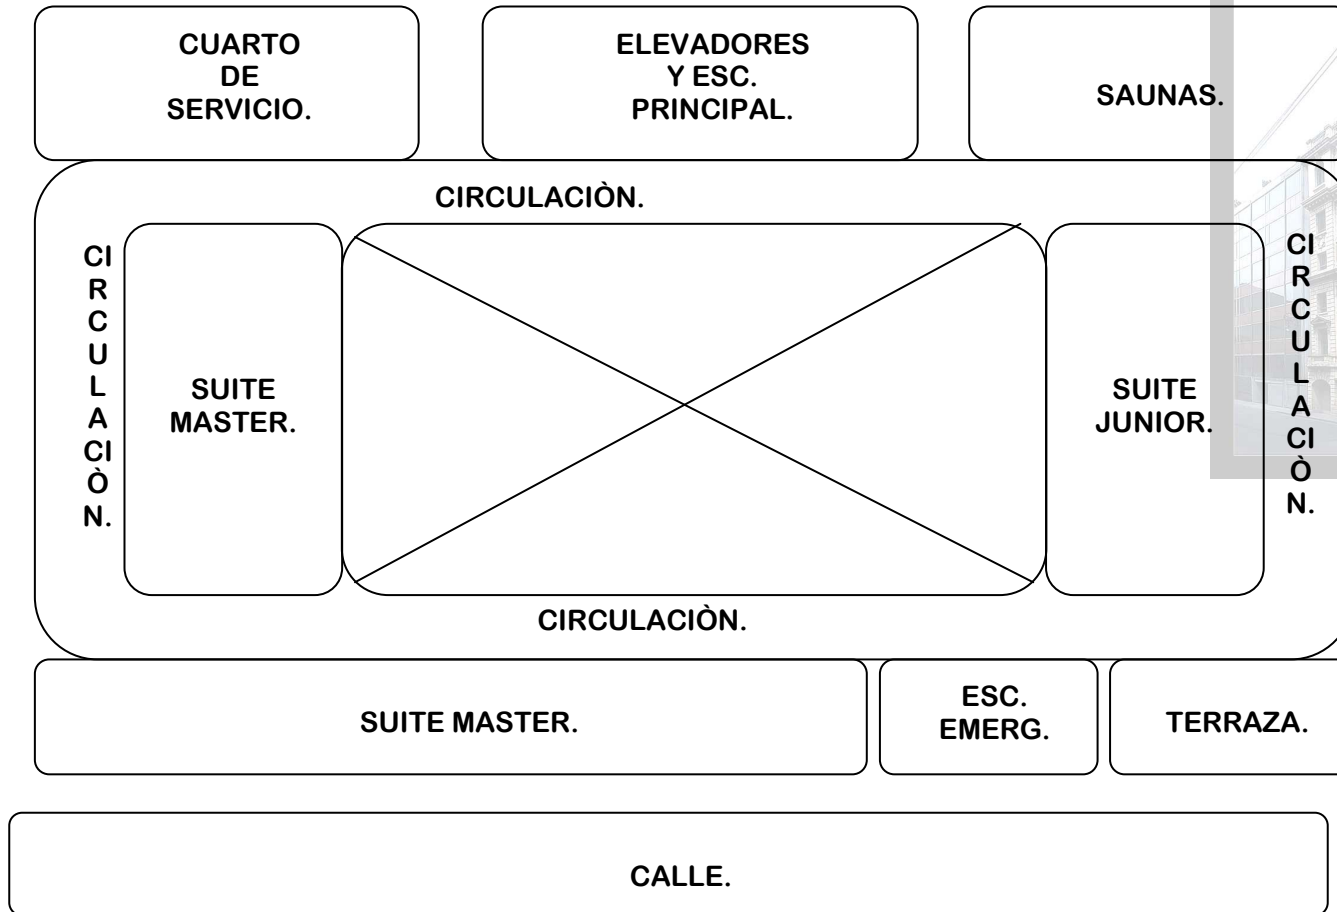 CUARTO
DE
SERVICIO.
ELEVADORES
Y ESC.
PRINCIPAL.
SAUNAS.
CIRCULACIÒN.
CI
R
C
U
L
A
CI
Ò
N.
SUITE
MASTER.
SUITE
JUNIOR.
CI
R
C
U
L
A
CI
Ò
N.
CIRCULACIÒN.
SUITE MASTER.
ESC.
EMERG.
TERRAZA.
CALLE.